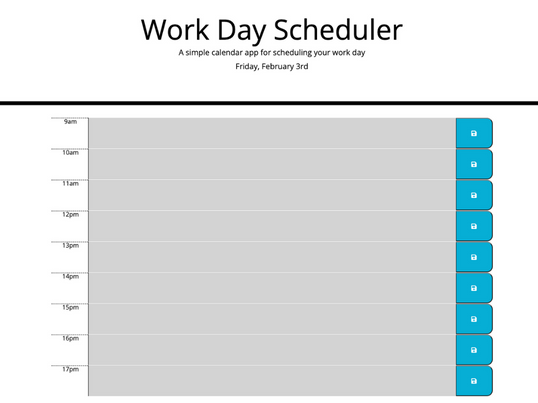 Work Day Scheduler
A simple calendar app for scheduling your work day
Friday, February 3rd
9am
10am
11am
12pm
13pm
14pm
15pm
16pm
17pm